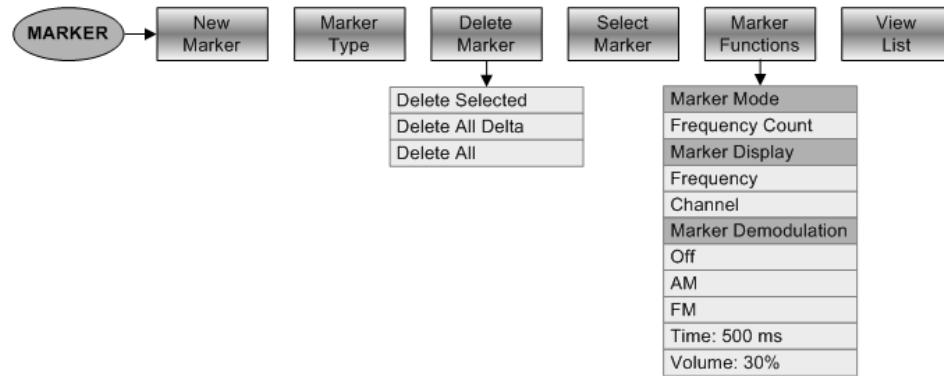 MARKER
New
Marker
Marker
Type
Delete
Marker
Select
Marker
Marker
Functions
View
List
Delete Selected
Delete All Delta
Delete All
Marker Mode
Frequency Count
Marker Display
Frequency
Channel
Marker Demodulation
Off
AM
FM
Time: 500 ms
Volume: 30%